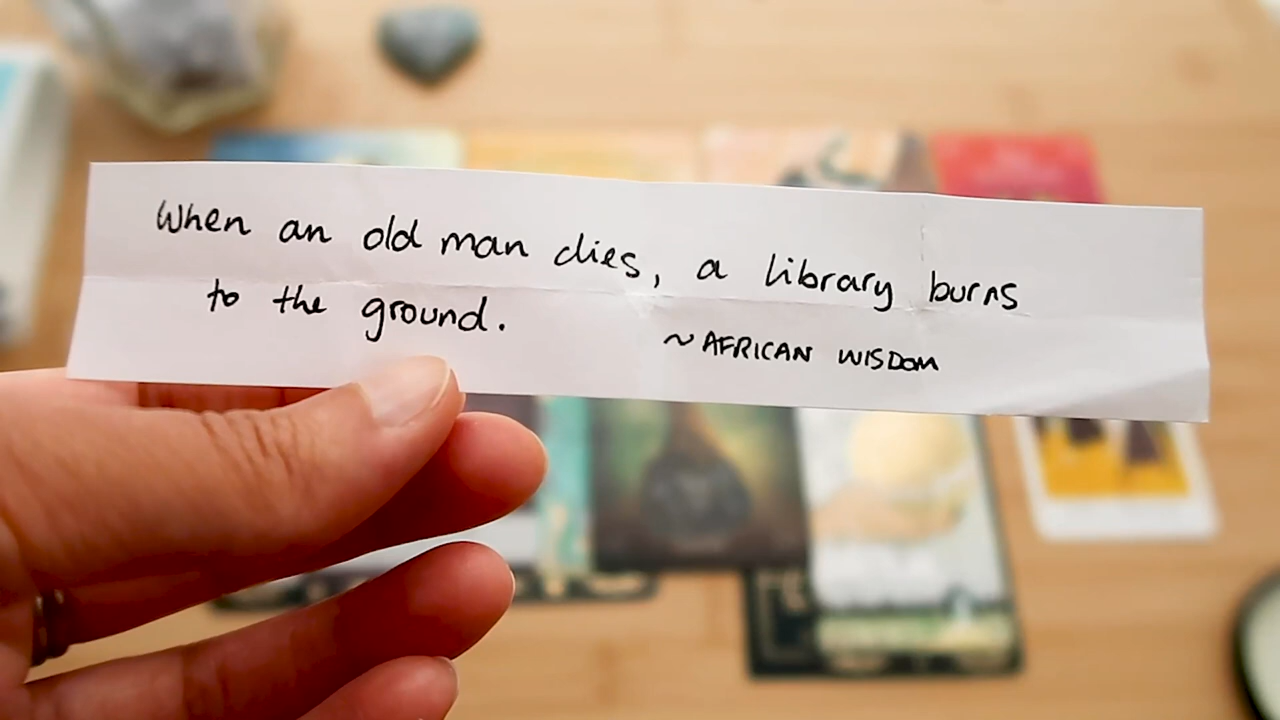 When an old man dies, a library burns
to the ground.
~AFRICAN WISDOM